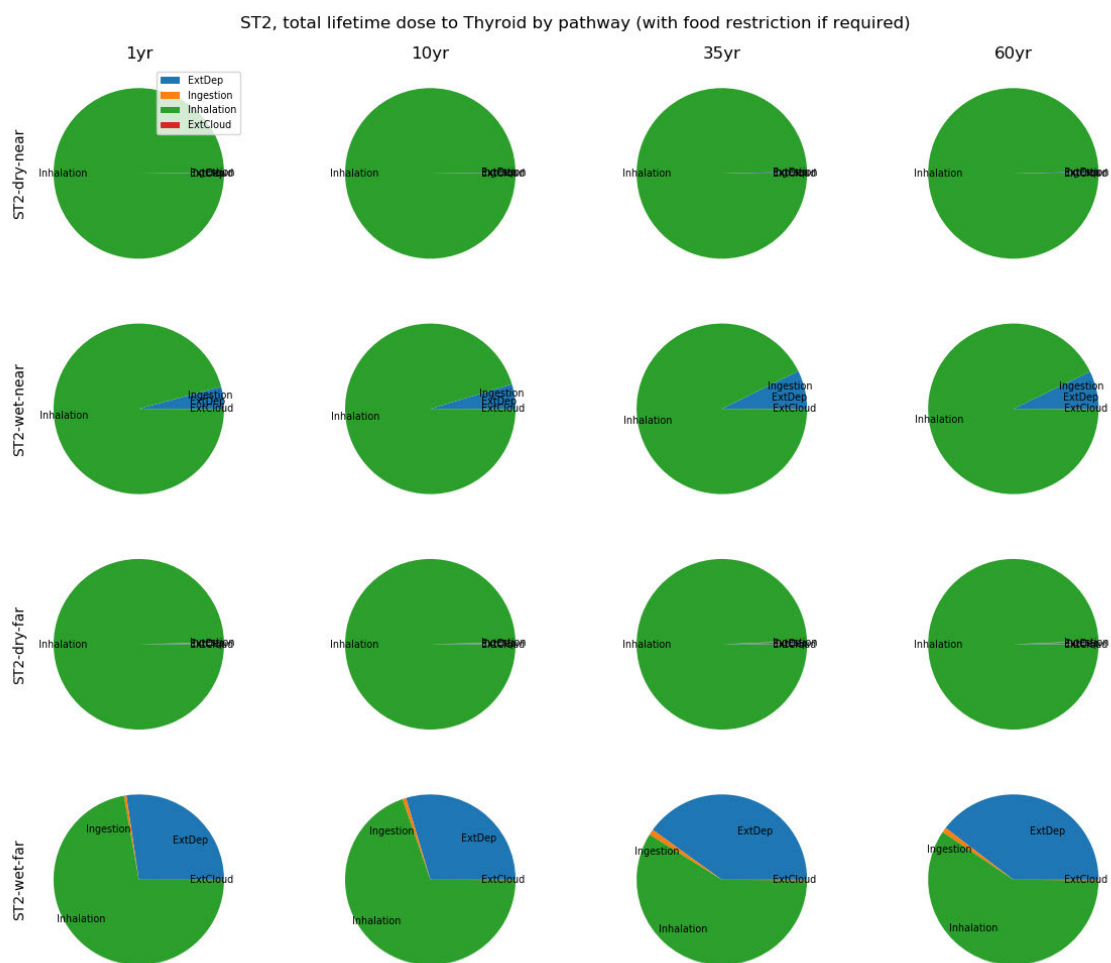 ST2, total lifetime dose to Thyroid by pathway (with food restriction if required)
1yr 10yr 35yr 60yr
ExtDep
Ingestion
Inhalation
ExtCloud
ST2-dry-near
Inhalation
Inhalation
Inhalation
Inhalation
ST2-wet-near
Inhalation Ingestion ExtDep ExtCloud
Inhalation Ingestion ExtDep ExtCloud
Inhalation Ingestion ExtDep ExtCloud
Inhalation Ingestion ExtDep ExtCloud
ST2-dry-far
Inhalation
Inhalation
Inhalation
Inhalation
ST2-wet-far
Ingestion ExtDep ExtCloud Inhalation
Ingestion ExtDep ExtCloud Inhalation
Ingestion ExtDep ExtCloud Inhalation
Ingestion ExtDep ExtCloud Inhalation